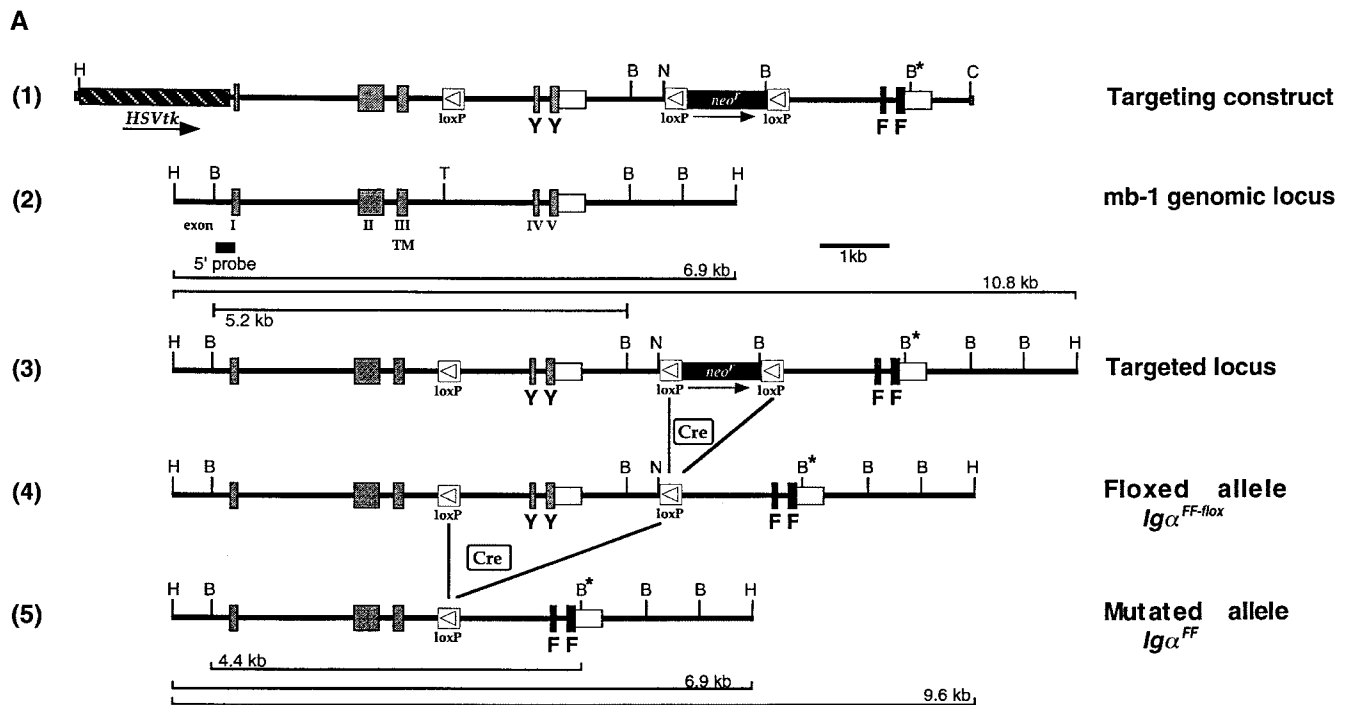 A
(1)
H
HSVtk
loxP
Y Y
B N B
loxP
neoʳ
loxP
F F
B* C
Targeting construct
(2)
H B T B B H
exon I II III IV V
TM
5' probe
1kb
mb-1 genomic locus
6.9 kb
10.8 kb
5.2 kb
(3)
H B B N B B* B B H
neoʳ
loxP loxP loxP
Y Y F F
Targeted locus
Cre
(4)
H B B N B* B B H
loxP loxP
Y Y F F
Floxed allele
Igα FF-flox
Cre
(5)
H B B* B B H
loxP
F F
Mutated allele
Igα FF
4.4 kb
6.9 kb
9.6 kb